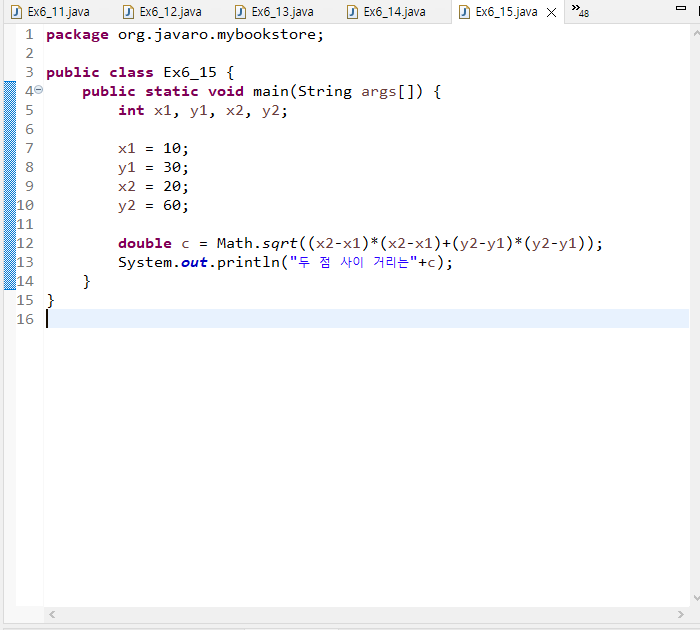 Ex6_11.java Ex6_12.java Ex6_13.java Ex6_14.java Ex6_15.java 48
1 package org.javaro.mybookstore;
2
3 public class Ex6_15 {
4 public static void main(String args[]) {
5 int x1, y1, x2, y2;
6
7 x1 = 10;
8 y1 = 30;
9 x2 = 20;
10 y2 = 60;
11
12 double c = Math.sqrt((x2-x1)*(x2-x1)+(y2-y1)*(y2-y1));
13 System.out.println("두 점 사이 거리는"+c);
14 }
15 }
16